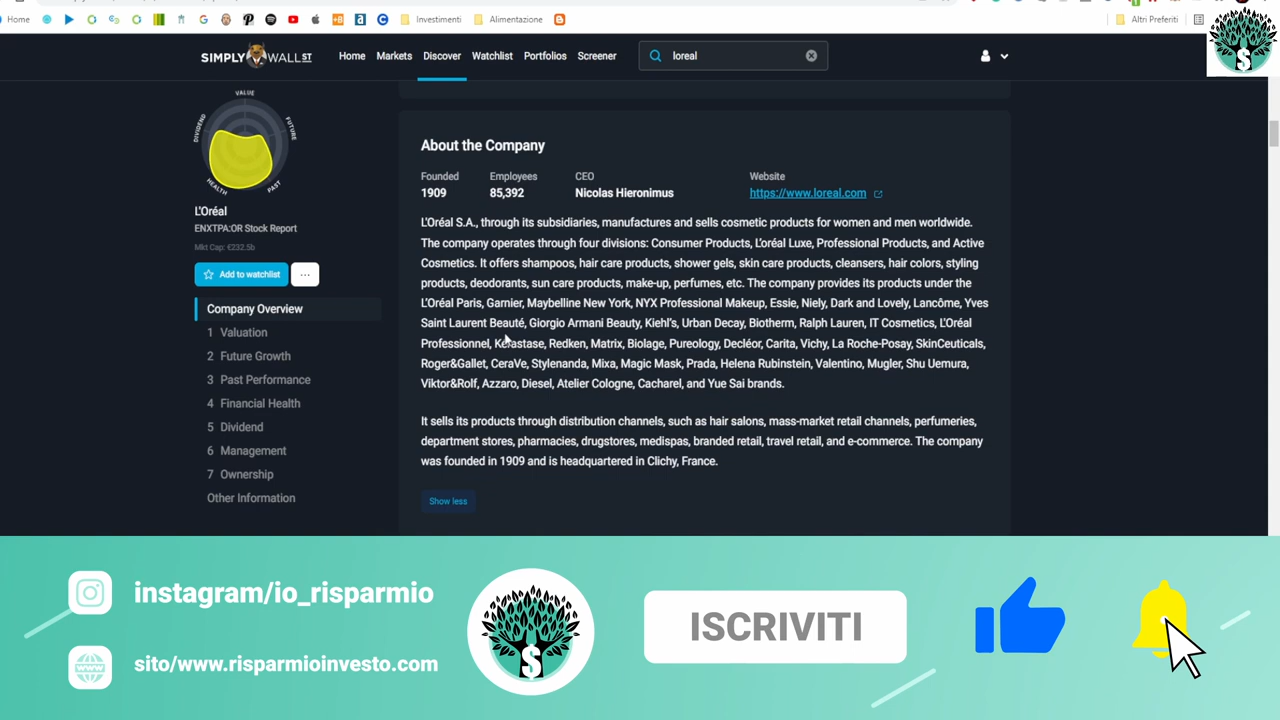 Home
Investimenti
Alimentazione
Altri Preferiti
SIMPLY WALLST
Home Markets Discover Watchlist Portfolios Screener
loreal
VALUE
FUTURE
PAST
HEALTH
DIVIDEND
L'Oréal
ENXTPA:OR Stock Report
Mkt Cap: €232.5b
Add to watchlist
...
Company Overview
1 Valuation
2 Future Growth
3 Past Performance
4 Financial Health
5 Dividend
6 Management
7 Ownership
Other Information
About the Company
Founded Employees CEO Website
1909 85,392 Nicolas Hieronimus https://www.loreal.com
L'Oréal S.A., through its subsidiaries, manufactures and sells cosmetic products for women and men worldwide.
The company operates through four divisions: Consumer Products, L'oréal Luxe, Professional Products, and Active
Cosmetics. It offers shampoos, hair care products, shower gels, skin care products, cleansers, hair colors, styling
products, deodorants, sun care products, make-up, perfumes, etc. The company provides its products under the
L'Oréal Paris, Garnier, Maybelline New York, NYX Professional Makeup, Essie, Niely, Dark and Lovely, Lancôme, Yves
Saint Laurent Beauté, Giorgio Armani Beauty, Kiehl's, Urban Decay, Biotherm, Ralph Lauren, IT Cosmetics, L'Oréal
Professionnel, Kérastase, Redken, Matrix, Biolage, Pureology, Decléor, Carita, Vichy, La Roche-Posay, SkinCeuticals,
Roger&Gallet, CeraVe, Stylenanda, Mixa, Magic Mask, Prada, Helena Rubinstein, Valentino, Mugler, Shu Uemura,
Viktor&Rolf, Azzaro, Diesel, Atelier Cologne, Cacharel, and Yue Sai brands.
It sells its products through distribution channels, such as hair salons, mass-market retail channels, perfumeries,
department stores, pharmacies, drugstores, medispas, branded retail, travel retail, and e-commerce. The company
was founded in 1909 and is headquartered in Clichy, France.
Show less
instagram/io_risparmio
sito/www.risparmioinvesto.com
ISCRIVITI